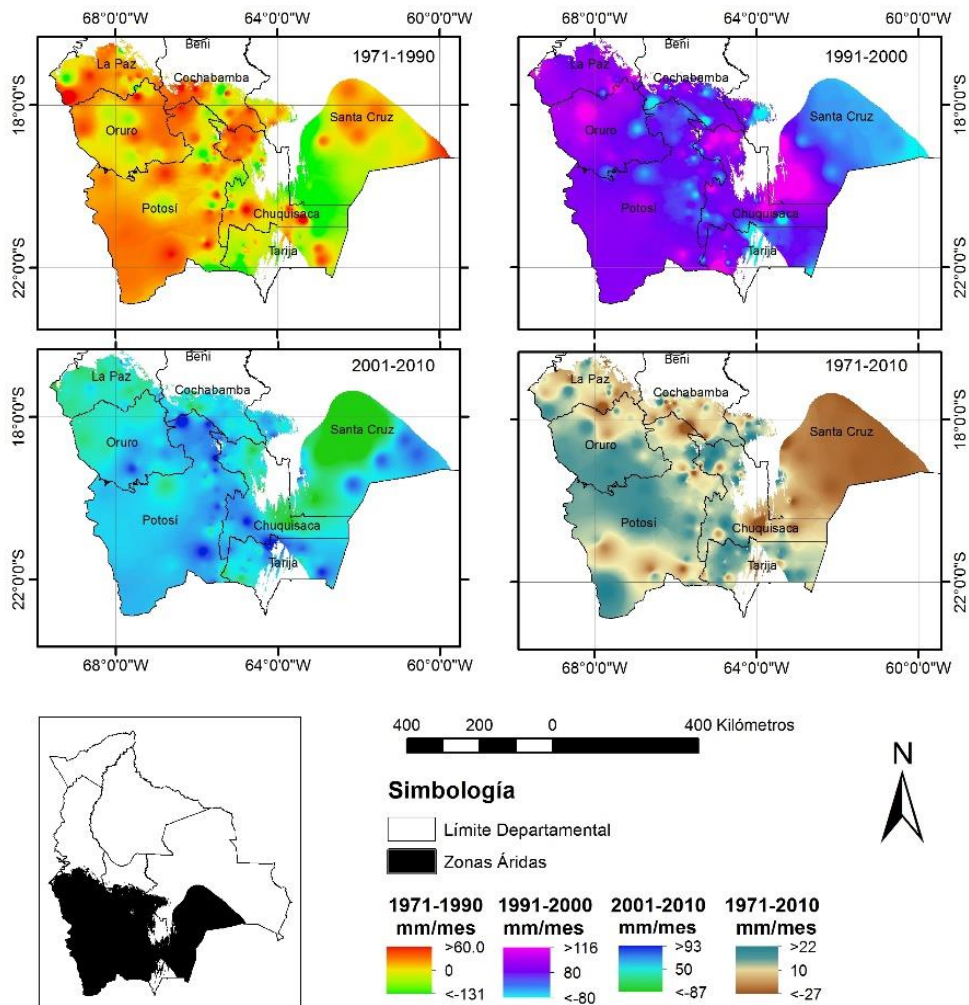 68°0'0"W 64°0'0"W 60°0'0"W 68°0'0"W 64°0'0"W 60°0'0"W
Beni 1971-1990
La Paz
Cochabamba
18°0'0"S
Oruro
Santa Cruz
Potosí
Chuquisaca
Tarija
22°0'0"S
Beni 1991-2000
La Paz
Cochabamba
18°0'0"S
Oruro
Santa Cruz
Potosí
Chuquisaca
Tarija
22°0'0"S
Beni 2001-2010
La Paz
Cochabamba
18°0'0"S
Oruro
Santa Cruz
Potosí
Chuquisaca
Tarija
22°0'0"S
Beni 1971-2010
La Paz
Cochabamba
18°0'0"S
Oruro
Santa Cruz
Potosí
Chuquisaca
Tarija
22°0'0"S
68°0'0"W 64°0'0"W 60°0'0"W 68°0'0"W 64°0'0"W 60°0'0"W
400 200 0 400 Kilómetros
N
Simbología
Límite Departamental
Zonas Áridas
1971-1990 1991-2000 2001-2010 1971-2010
mm/mes mm/mes mm/mes mm/mes
>60.0 >116 >93 >22
0 80 50 10
<-131 <-80 <-87 <-27